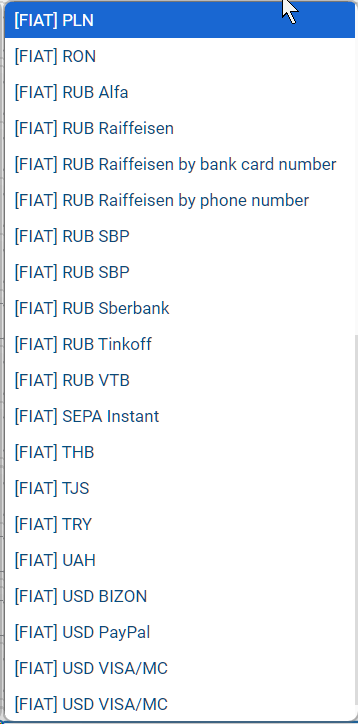 [FIAT] PLN
[FIAT] RON
[FIAT] RUB Alfa
[FIAT] RUB Raiffeisen
[FIAT] RUB Raiffeisen by bank card number
[FIAT] RUB Raiffeisen by phone number
[FIAT] RUB SBP
[FIAT] RUB SBP
[FIAT] RUB Sberbank
[FIAT] RUB Tinkoff
[FIAT] RUB VTB
[FIAT] SEPA Instant
[FIAT] THB
[FIAT] TJS
[FIAT] TRY
[FIAT] UAH
[FIAT] USD BIZON
[FIAT] USD PayPal
[FIAT] USD VISA/MC
[FIAT] USD VISA/MC